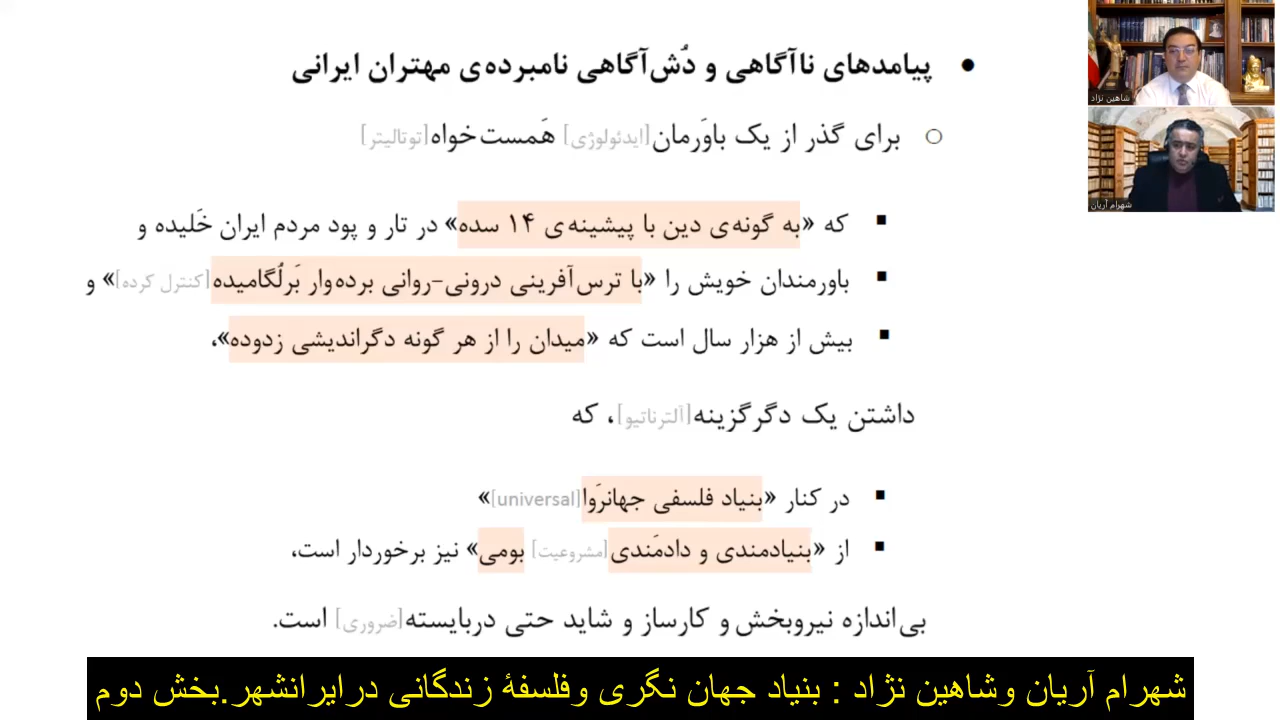 • پیامدهای ناآگاهی و دُش‌آگاهی نامبرده‌ی مهتران ایرانی
○ برای گذر از یک باوَرمان[ایدئولوژی] هَمست‌خواه[توتالیتر]
▪ که «به گونه‌ی دین با پیشینه‌ی ۱۴ سده» در تار و پود مردم ایران خَلیده و
▪ باورمندان خویش را «با ترس‌آفرینی درونی-روانی برده‌وار بَرلُگامیده[کنترل کرده]» و
▪ بیش از هزار سال است که «میدان را از هر گونه دگراندیشی زدوده»،
داشتن یک دگرگزینه[آلترناتیو]، که
▪ در کنار «بنیاد فلسفی جهانرَوا[universal]»
▪ از «بنیادمندی و دادمَندی[مشروعیت] بومی» نیز برخوردار است،
بی‌اندازه نیروبخش و کارساز و شاید حتی دربایسته[ضروری] است.
شاهین نژاد
شهرام آریان
شهرام آریان وشاهین نژاد : بنیاد جهان نگری وفلسفهٔ زندگانی درایرانشهر.بخش دوم